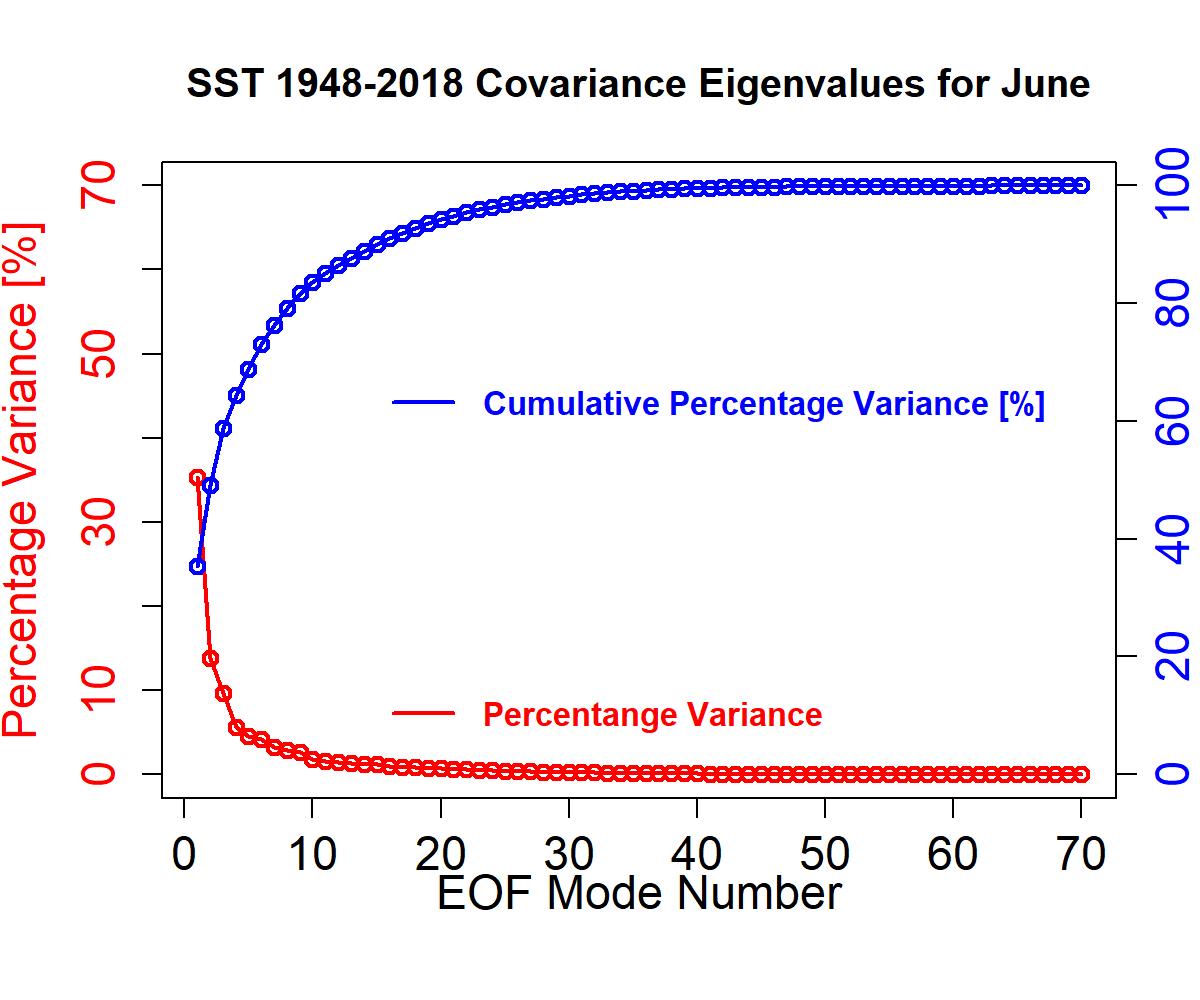 SST 1948-2018 Covariance Eigenvalues for June
Percentage Variance [%]
70
50
30
10
0
100
80
60
40
20
0
Cumulative Percentage Variance [%]
Percentange Variance
0 10 20 30 40 50 60 70
EOF Mode Number